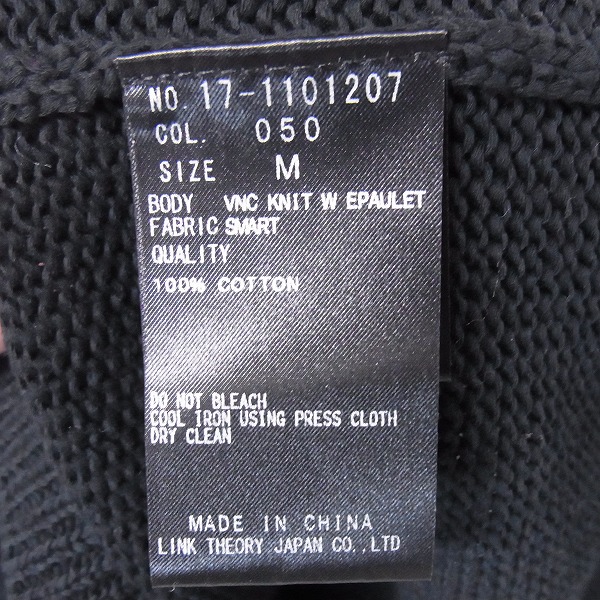 NO. 17-1101207
COL. 050
SIZE M
BODY VNC KNIT W EPAULET
FABRIC SMART
QUALITY
100% COTTON
DO NOT BLEACH
COOL IRON USING PRESS CLOTH
DRY CLEAN
MADE IN CHINA
LINK THEORY JAPAN CO., LTD